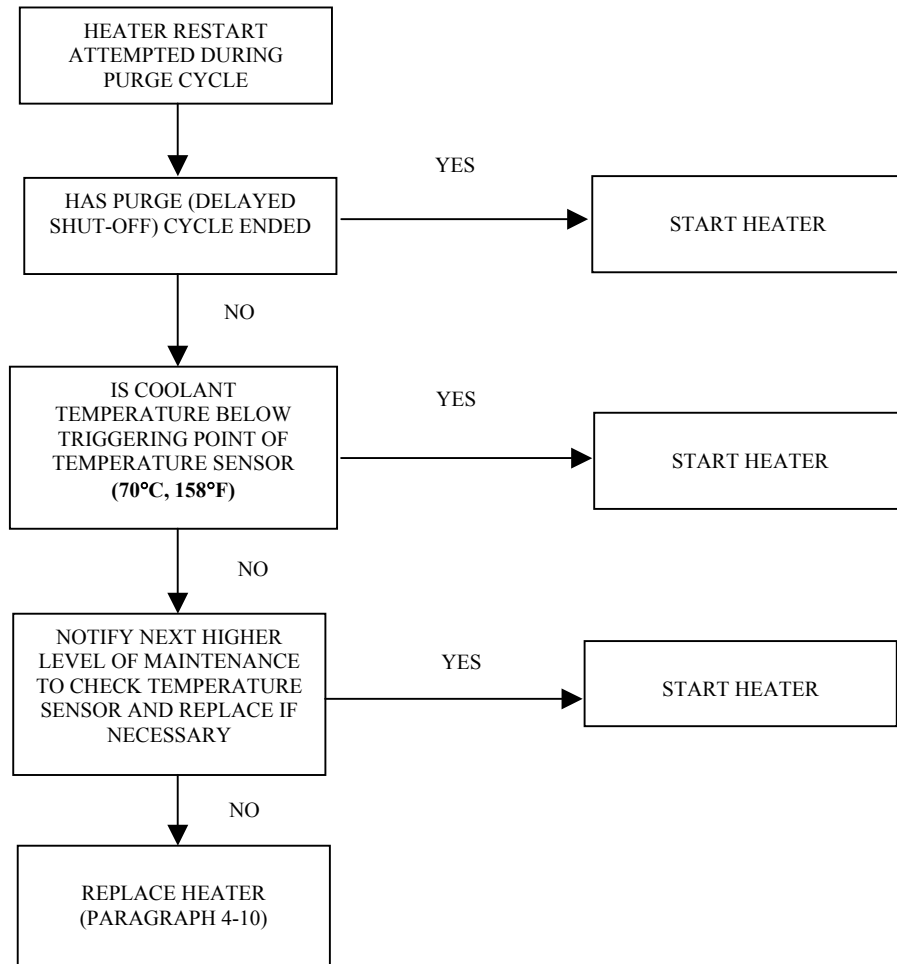 HEATER RESTART
ATTEMPTED DURING
PURGE CYCLE
YES
HAS PURGE (DELAYED
SHUT-OFF) CYCLE ENDED
START HEATER
NO
IS COOLANT
TEMPERATURE BELOW
TRIGGERING POINT OF
TEMPERATURE SENSOR
(70°C, 158°F)
YES
START HEATER
NO
NOTIFY NEXT HIGHER
LEVEL OF MAINTENANCE
TO CHECK TEMPERATURE
SENSOR AND REPLACE IF
NECESSARY
YES
START HEATER
NO
REPLACE HEATER
(PARAGRAPH 4-10)